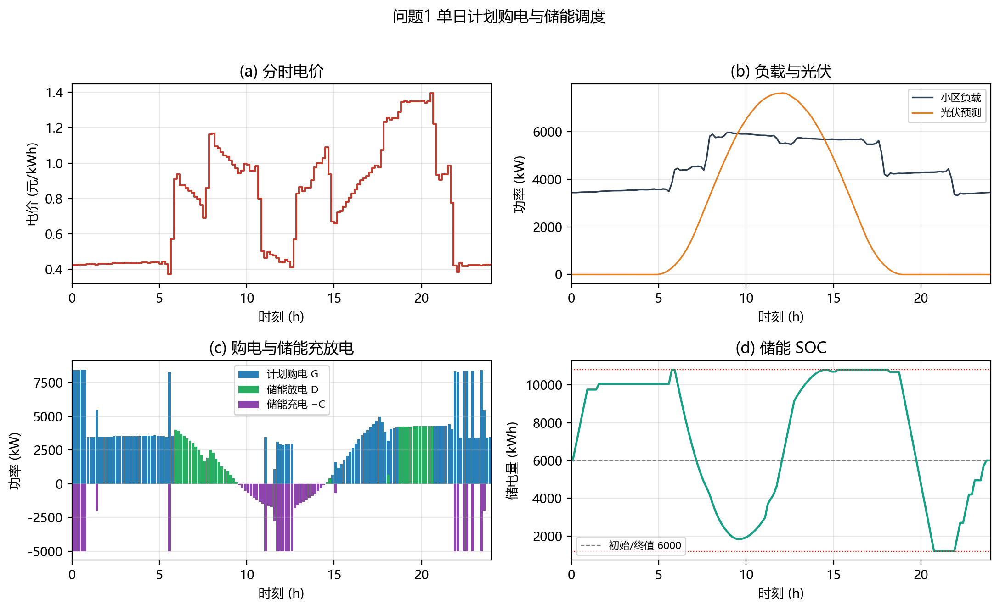 问题1 单日计划购电与储能调度
(a) 分时电价
电价 (元/kWh)
1.4
1.2
1.0
0.8
0.6
0.4
0 5 10 15 20
时刻 (h)
(b) 负载与光伏
功率 (kW)
6000
4000
2000
0
小区负载
光伏预测
0 5 10 15 20
时刻 (h)
(c) 购电与储能充放电
功率 (kW)
7500
5000
2500
0
-2500
-5000
计划购电 G
储能放电 D
储能充电 −C
0 5 10 15 20
时刻 (h)
(d) 储能 SOC
储电量 (kWh)
10000
8000
6000
4000
2000
初始/终值 6000
0 5 10 15 20
时刻 (h)